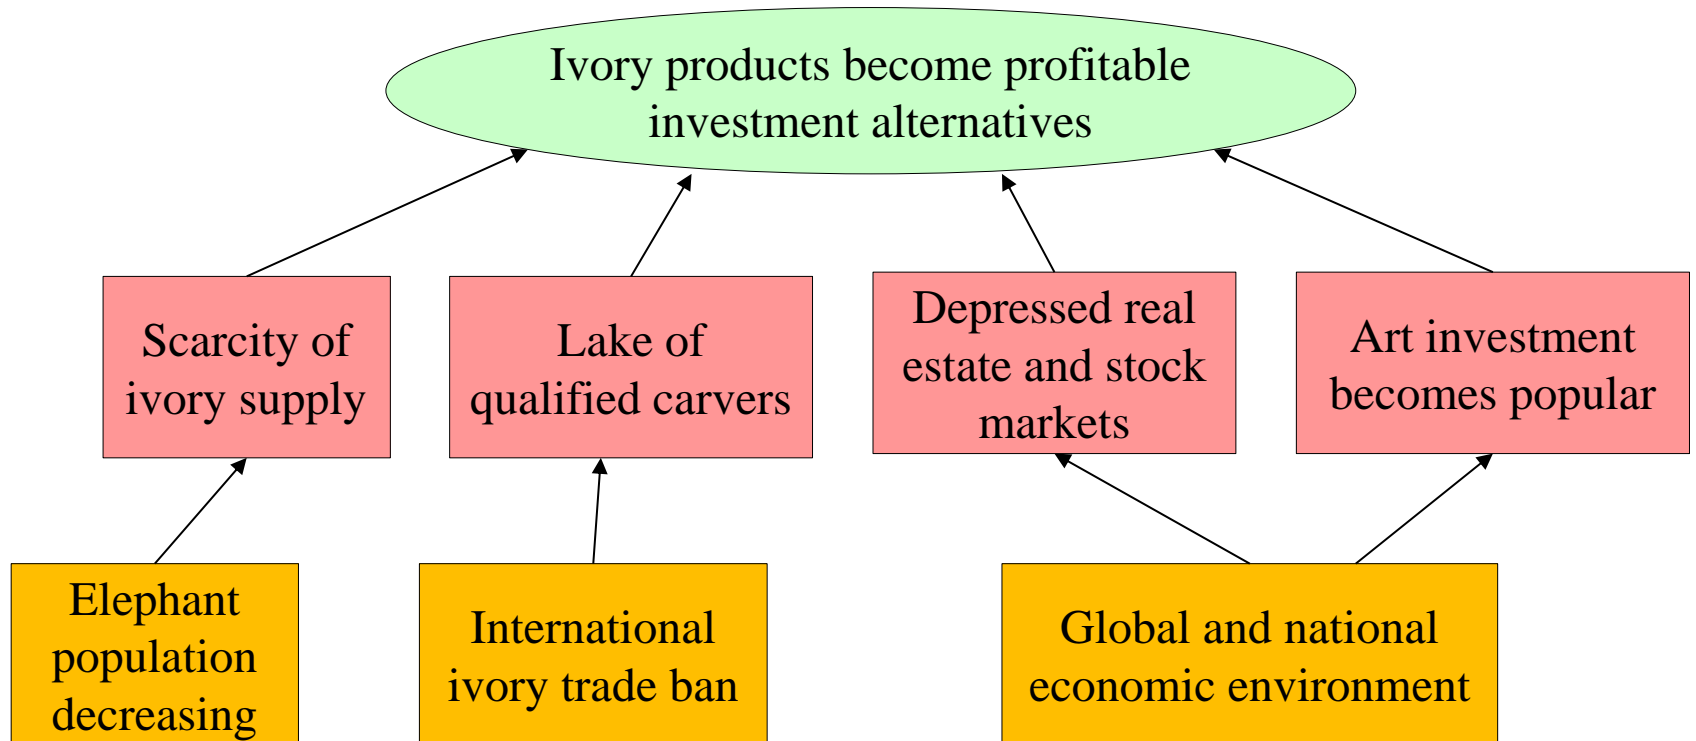 Ivory products become profitable
investment alternatives
Scarcity of
ivory supply
Lake of
qualified carvers
Depressed real
estate and stock
markets
Art investment
becomes popular
Elephant
population
decreasing
International
ivory trade ban
Global and national
economic environment